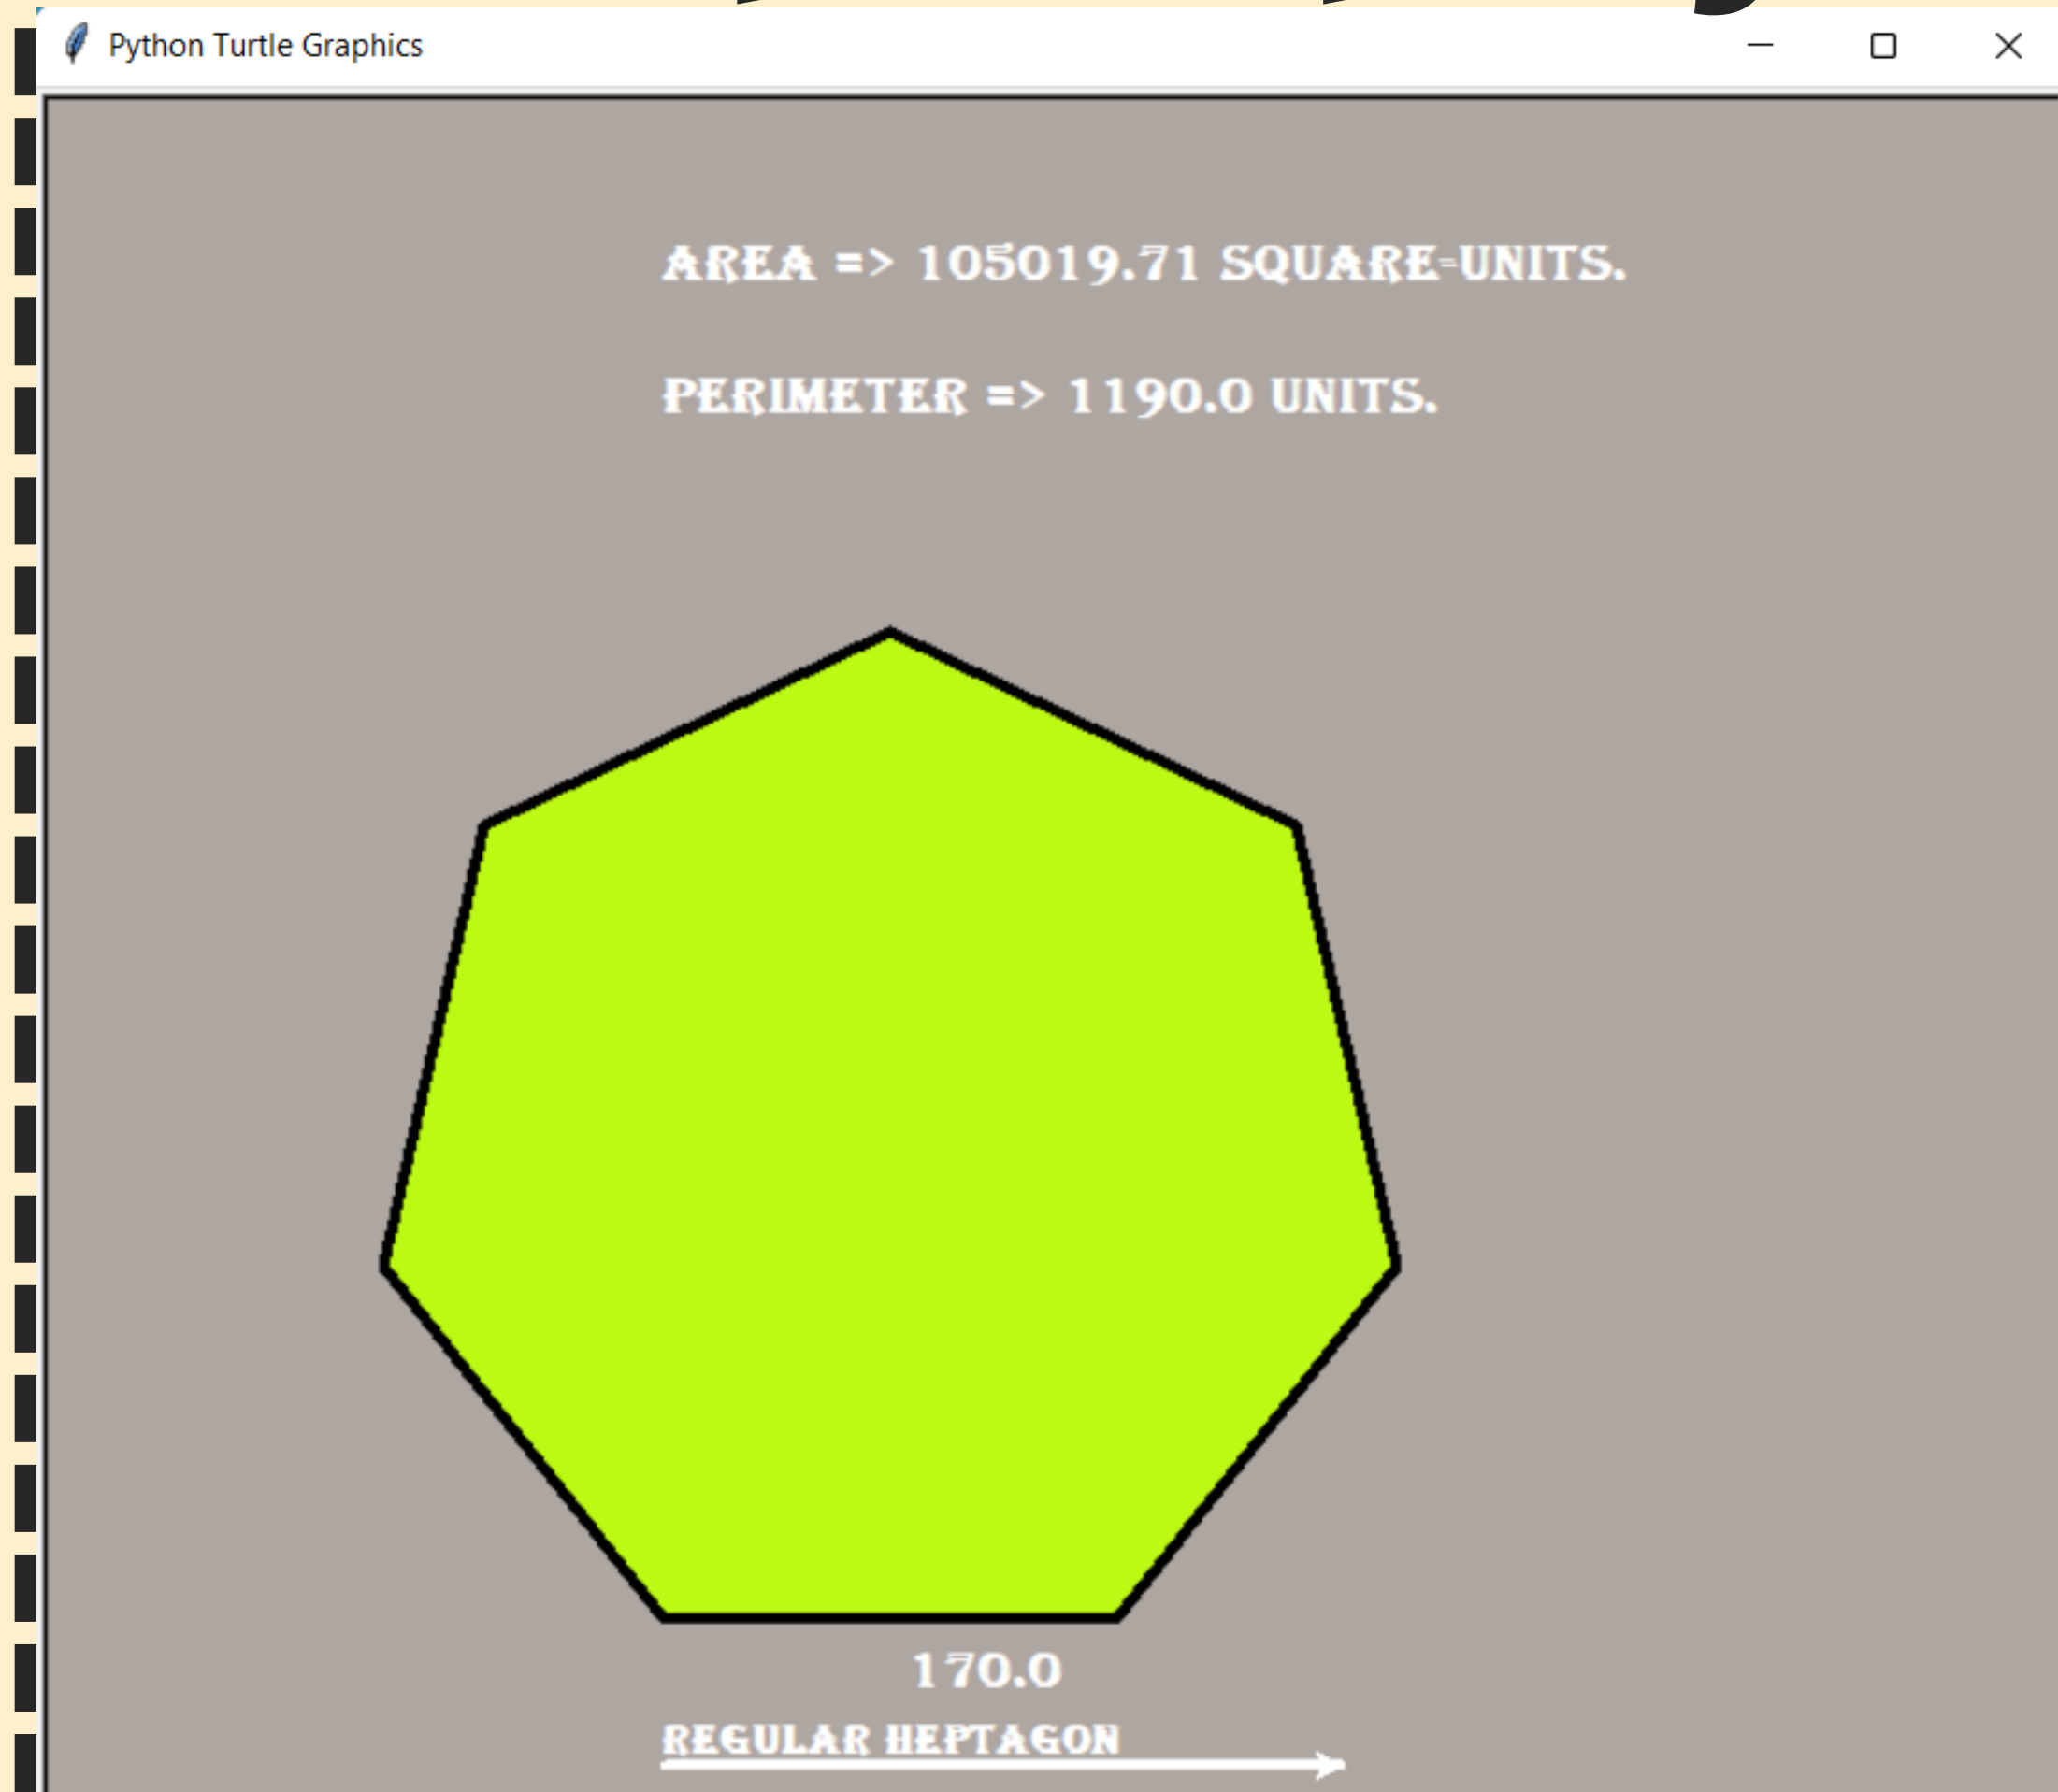 Python Turtle Graphics
AREA => 105019.71 SQUARE-UNITS.
PERIMETER => 1190.0 UNITS.
170.0
REGULAR HEPTAGON